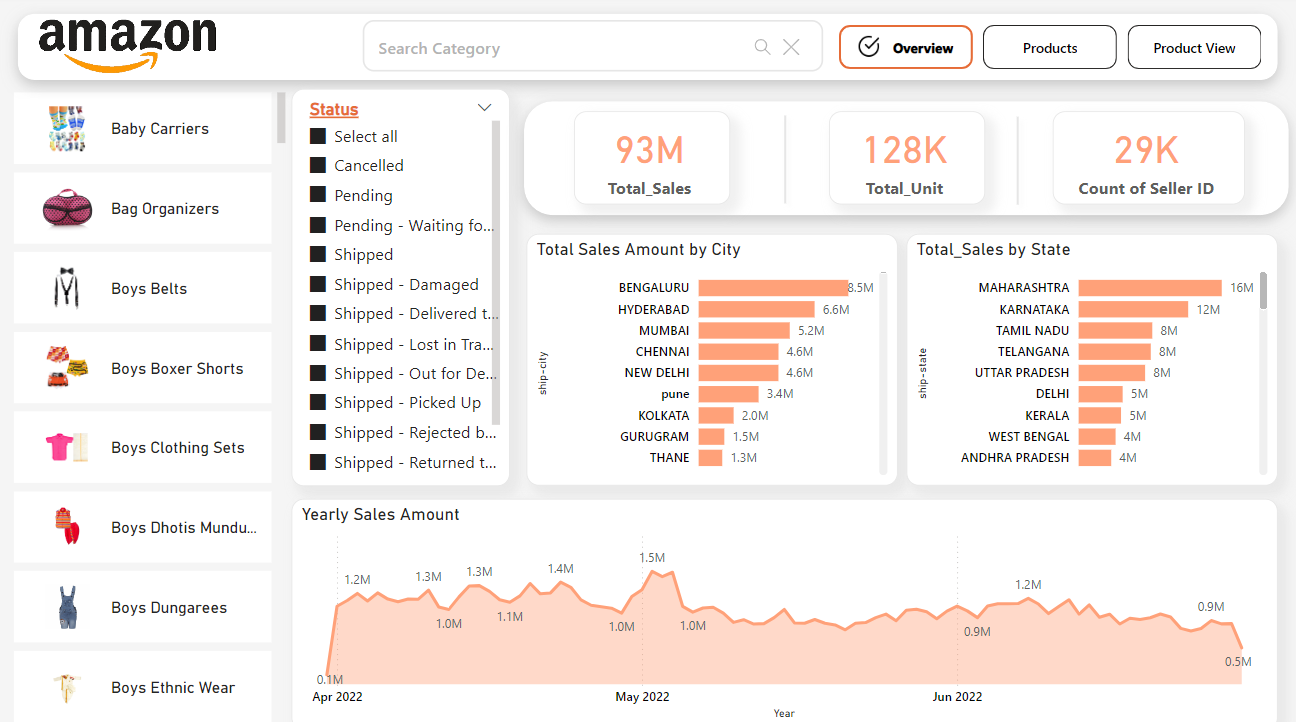 amazon
Search Category
Overview
Products
Product View
Baby Carriers
Bag Organizers
Boys Belts
Boys Boxer Shorts
Boys Clothing Sets
Boys Dhotis Mundu...
Boys Dungarees
Boys Ethnic Wear
Status
Select all
Cancelled
Pending
Pending - Waiting fo...
Shipped
Shipped - Damaged
Shipped - Delivered t...
Shipped - Lost in Tra...
Shipped - Out for De...
Shipped - Picked Up
Shipped - Rejected b...
Shipped - Returned t...
93M
Total_Sales
128K
Total_Unit
29K
Count of Seller ID
Total Sales Amount by City
ship-city
BENGALURU 8.5M
HYDERABAD 6.6M
MUMBAI 5.2M
CHENNAI 4.6M
NEW DELHI 4.6M
pune 3.4M
KOLKATA 2.0M
GURUGRAM 1.5M
THANE 1.3M
Total_Sales by State
ship-state
MAHARASHTRA 16M
KARNATAKA 12M
TAMIL NADU 8M
TELANGANA 8M
UTTAR PRADESH 8M
DELHI 5M
KERALA 5M
WEST BENGAL 4M
ANDHRA PRADESH 4M
Yearly Sales Amount
0.1M
1.2M
1.3M
1.0M
1.3M
1.1M
1.4M
1.0M
1.5M
1.0M
0.9M
1.2M
0.9M
0.5M
Apr 2022
May 2022
Jun 2022
Year